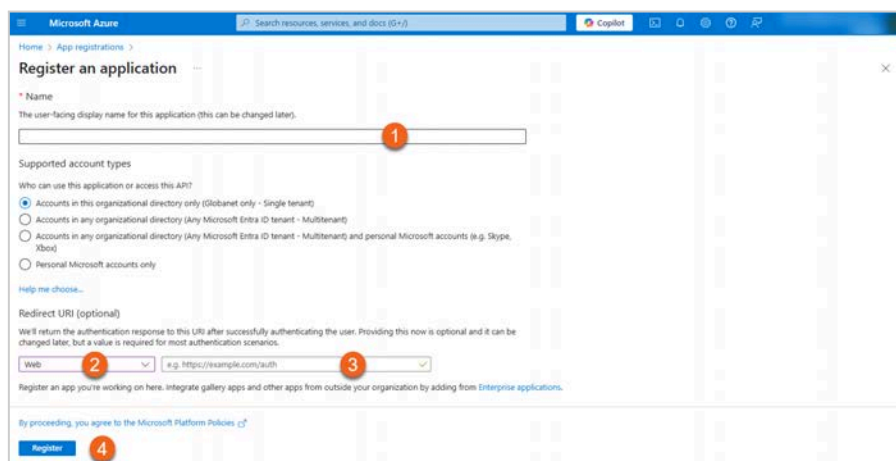 Microsoft Azure
Search resources, services, and docs (G+/)
Copilot
Home > App registrations >
Register an application ...
* Name
The user-facing display name for this application (this can be changed later).
1
Supported account types
Who can use this application or access this API?
Accounts in this organizational directory only (Globanet only - Single tenant)
Accounts in any organizational directory (Any Microsoft Entra ID tenant - Multitenant)
Accounts in any organizational directory (Any Microsoft Entra ID tenant - Multitenant) and personal Microsoft accounts (e.g. Skype,
Xbox)
Personal Microsoft accounts only
Help me choose...
Redirect URI (optional)
We'll return the authentication response to this URI after successfully authenticating the user. Providing this now is optional and it can be
changed later, but a value is required for most authentication scenarios.
Web 2 e.g. https://example.com/auth 3
Register an app you're working on here. Integrate gallery apps and other apps from outside your organization by adding from Enterprise applications.
By proceeding, you agree to the Microsoft Platform Policies
Register 4